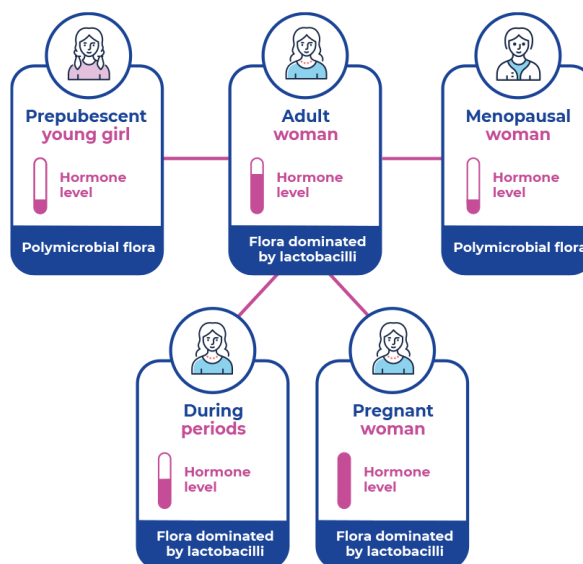 Prepubescent
young girl
Hormone
level
Polymicrobial flora
Adult
woman
Hormone
level
Flora dominated
by lactobacilli
Menopausal
woman
Hormone
level
Polymicrobial flora
During
periods
Hormone
level
Flora dominated
by lactobacilli
Pregnant
woman
Hormone
level
Flora dominated
by lactobacilli